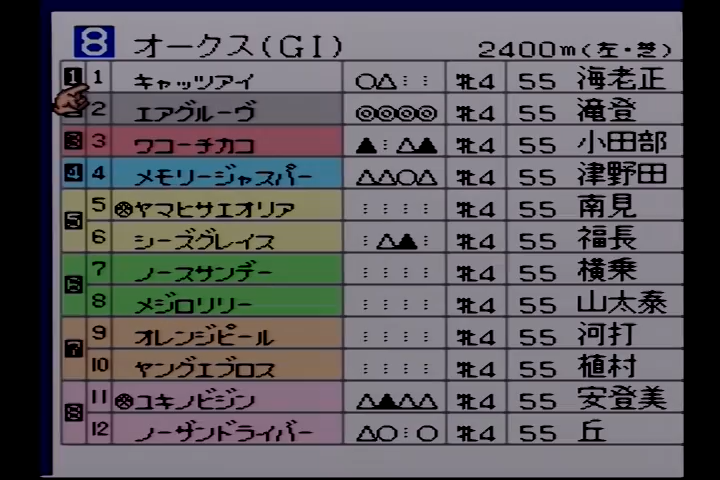 8 オークス(GI) 2400m(左・芝)
1 1 キャッツアイ ○△⋮⋮ 牝4 55 海老正
2 エアグルーヴ ◎◎◎◎ 牝4 55 滝登
3 3 ワコーチカコ ▲⋮△▲ 牝4 55 小田部
4 4 メモリージャスパー △△○△ 牝4 55 津野田
5 5 ヤマヒサエオリア ⋮⋮⋮⋮ 牝4 55 南見
6 シーズグレイス ⋮△▲⋮ 牝4 55 福長
6 7 ノースサンデー ⋮⋮⋮⋮ 牝4 55 横乗
8 メジロリリー ⋮⋮⋮⋮ 牝4 55 山太泰
7 9 オレンジピール ⋮⋮⋮⋮ 牝4 55 河打
10 ヤングエブロス ⋮⋮⋮⋮ 牝4 55 植村
8 11 ユキノビジン △▲△△ 牝4 55 安登美
12 ノーザンドライバー △○⋮○ 牝4 55 丘